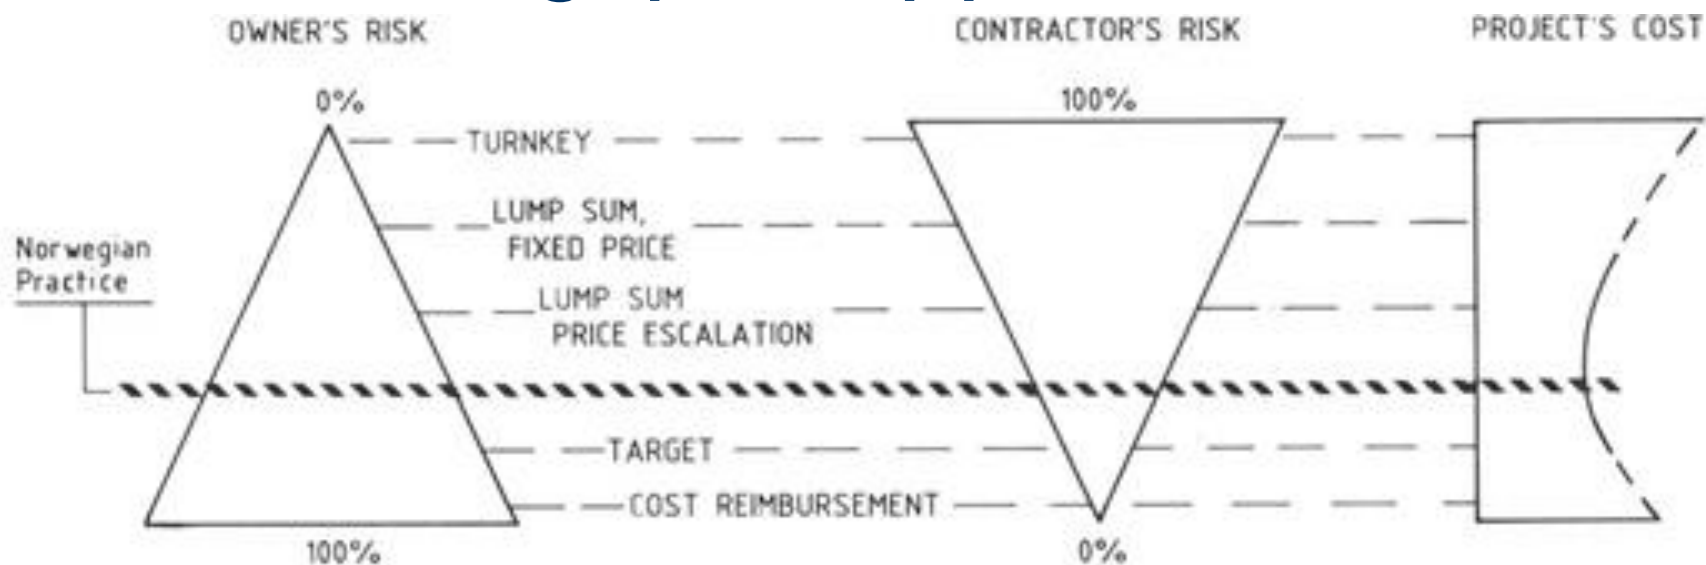 OWNER'S RISK
CONTRACTOR'S RISK
PROJECT'S COST
0%
100%
TURNKEY
LUMP SUM,
FIXED PRICE
Norwegian
Practice
LUMP SUM
PRICE ESCALATION
TARGET
COST REIMBURSEMENT
100%
0%